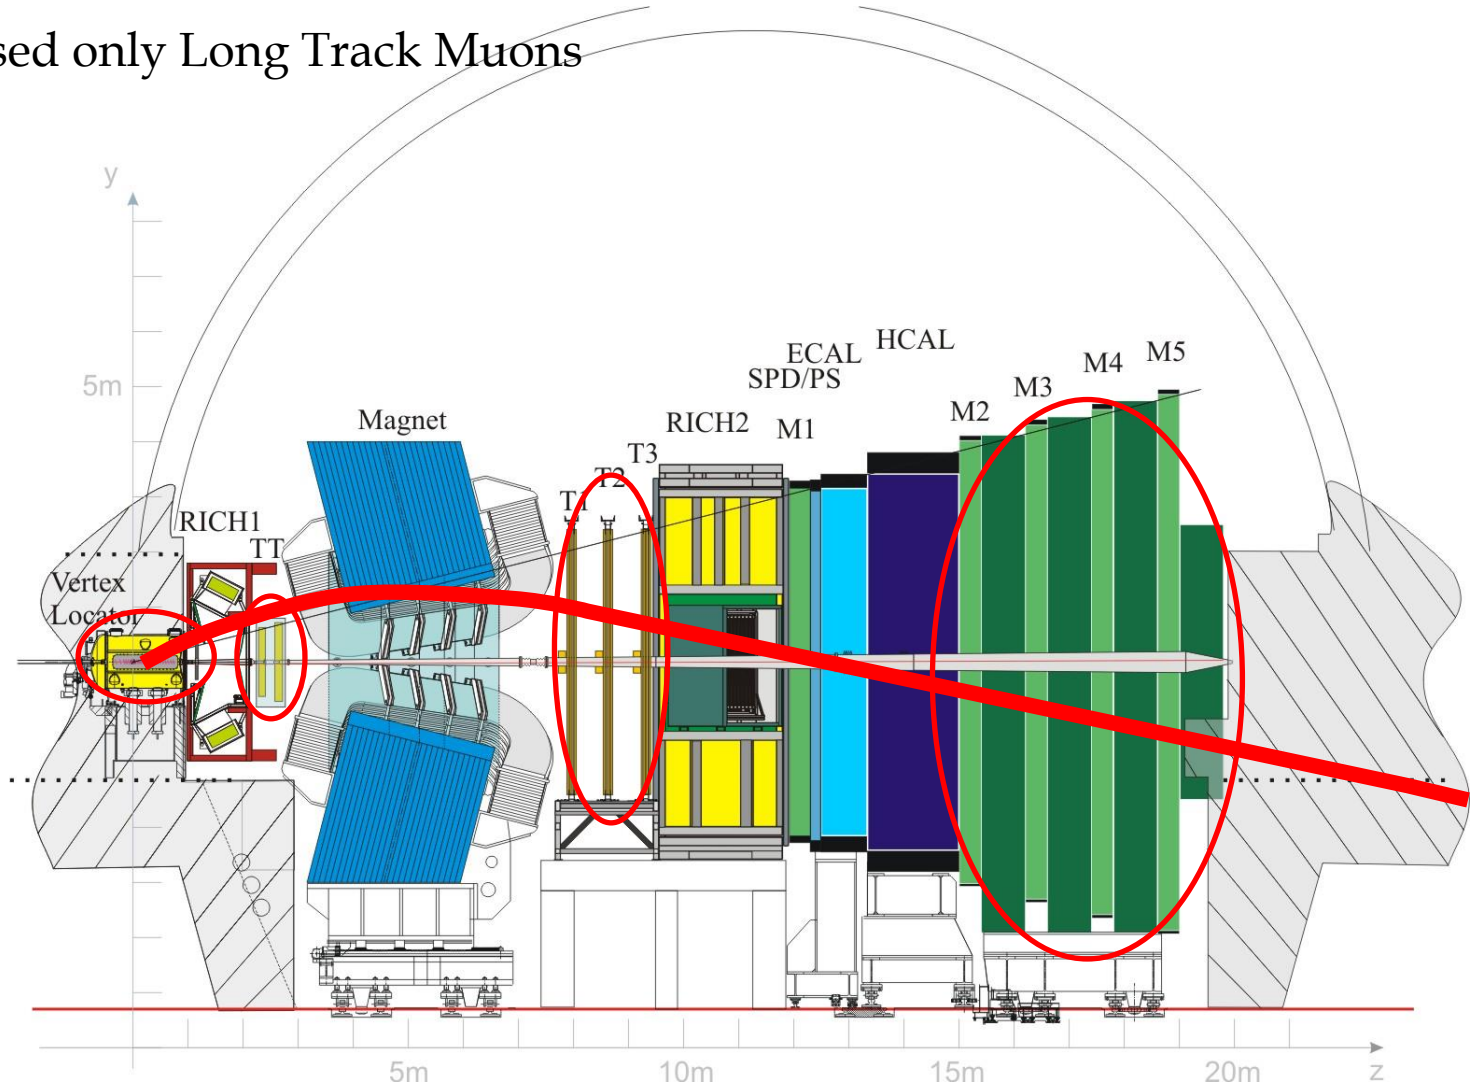 sed only Long Track Muons
y
5m
Vertex
Locator
RICH1
TT
Magnet
T1
T2
T3
RICH2
M1
SPD/PS
ECAL
HCAL
M2
M3
M4
M5
5m
10m
15m
20m
z